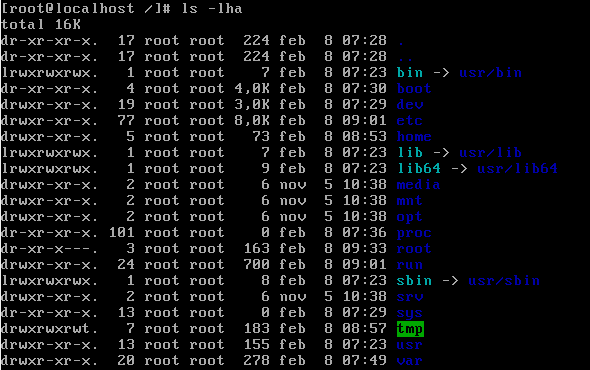 [root@localhost /]# ls -lha
total 16K
dr-xr-xr-x.  17 root root  224 feb  8 07:28 .
dr-xr-xr-x.  17 root root  224 feb  8 07:28 ..
lrwxrwxrwx.   1 root root    7 feb  8 07:23 bin -> usr/bin
dr-xr-xr-x.   4 root root 4,0K feb  8 07:30 boot
drwxr-xr-x.  19 root root 3,0K feb  8 07:29 dev
drwxr-xr-x.  77 root root 8,0K feb  8 09:01 etc
drwxr-xr-x.   5 root root   73 feb  8 08:53 home
lrwxrwxrwx.   1 root root    7 feb  8 07:23 lib -> usr/lib
lrwxrwxrwx.   1 root root    9 feb  8 07:23 lib64 -> usr/lib64
drwxr-xr-x.   2 root root    6 nov  5 10:38 media
drwxr-xr-x.   2 root root    6 nov  5 10:38 mnt
drwxr-xr-x.   2 root root    6 nov  5 10:38 opt
dr-xr-xr-x. 101 root root    0 feb  8 07:36 proc
dr-xr-x---.   3 root root  163 feb  8 09:33 root
drwxr-xr-x.  24 root root  700 feb  8 09:01 run
lrwxrwxrwx.   1 root root    8 feb  8 07:23 sbin -> usr/sbin
drwxr-xr-x.   2 root root    6 nov  5 10:38 srv
dr-xr-xr-x.  13 root root    0 feb  8 07:29 sys
drwxrwxrwt.   7 root root  183 feb  8 08:57 tmp
drwxr-xr-x.  13 root root  155 feb  8 07:23 usr
drwxr-xr-x.  20 root root  278 feb  8 07:49 var